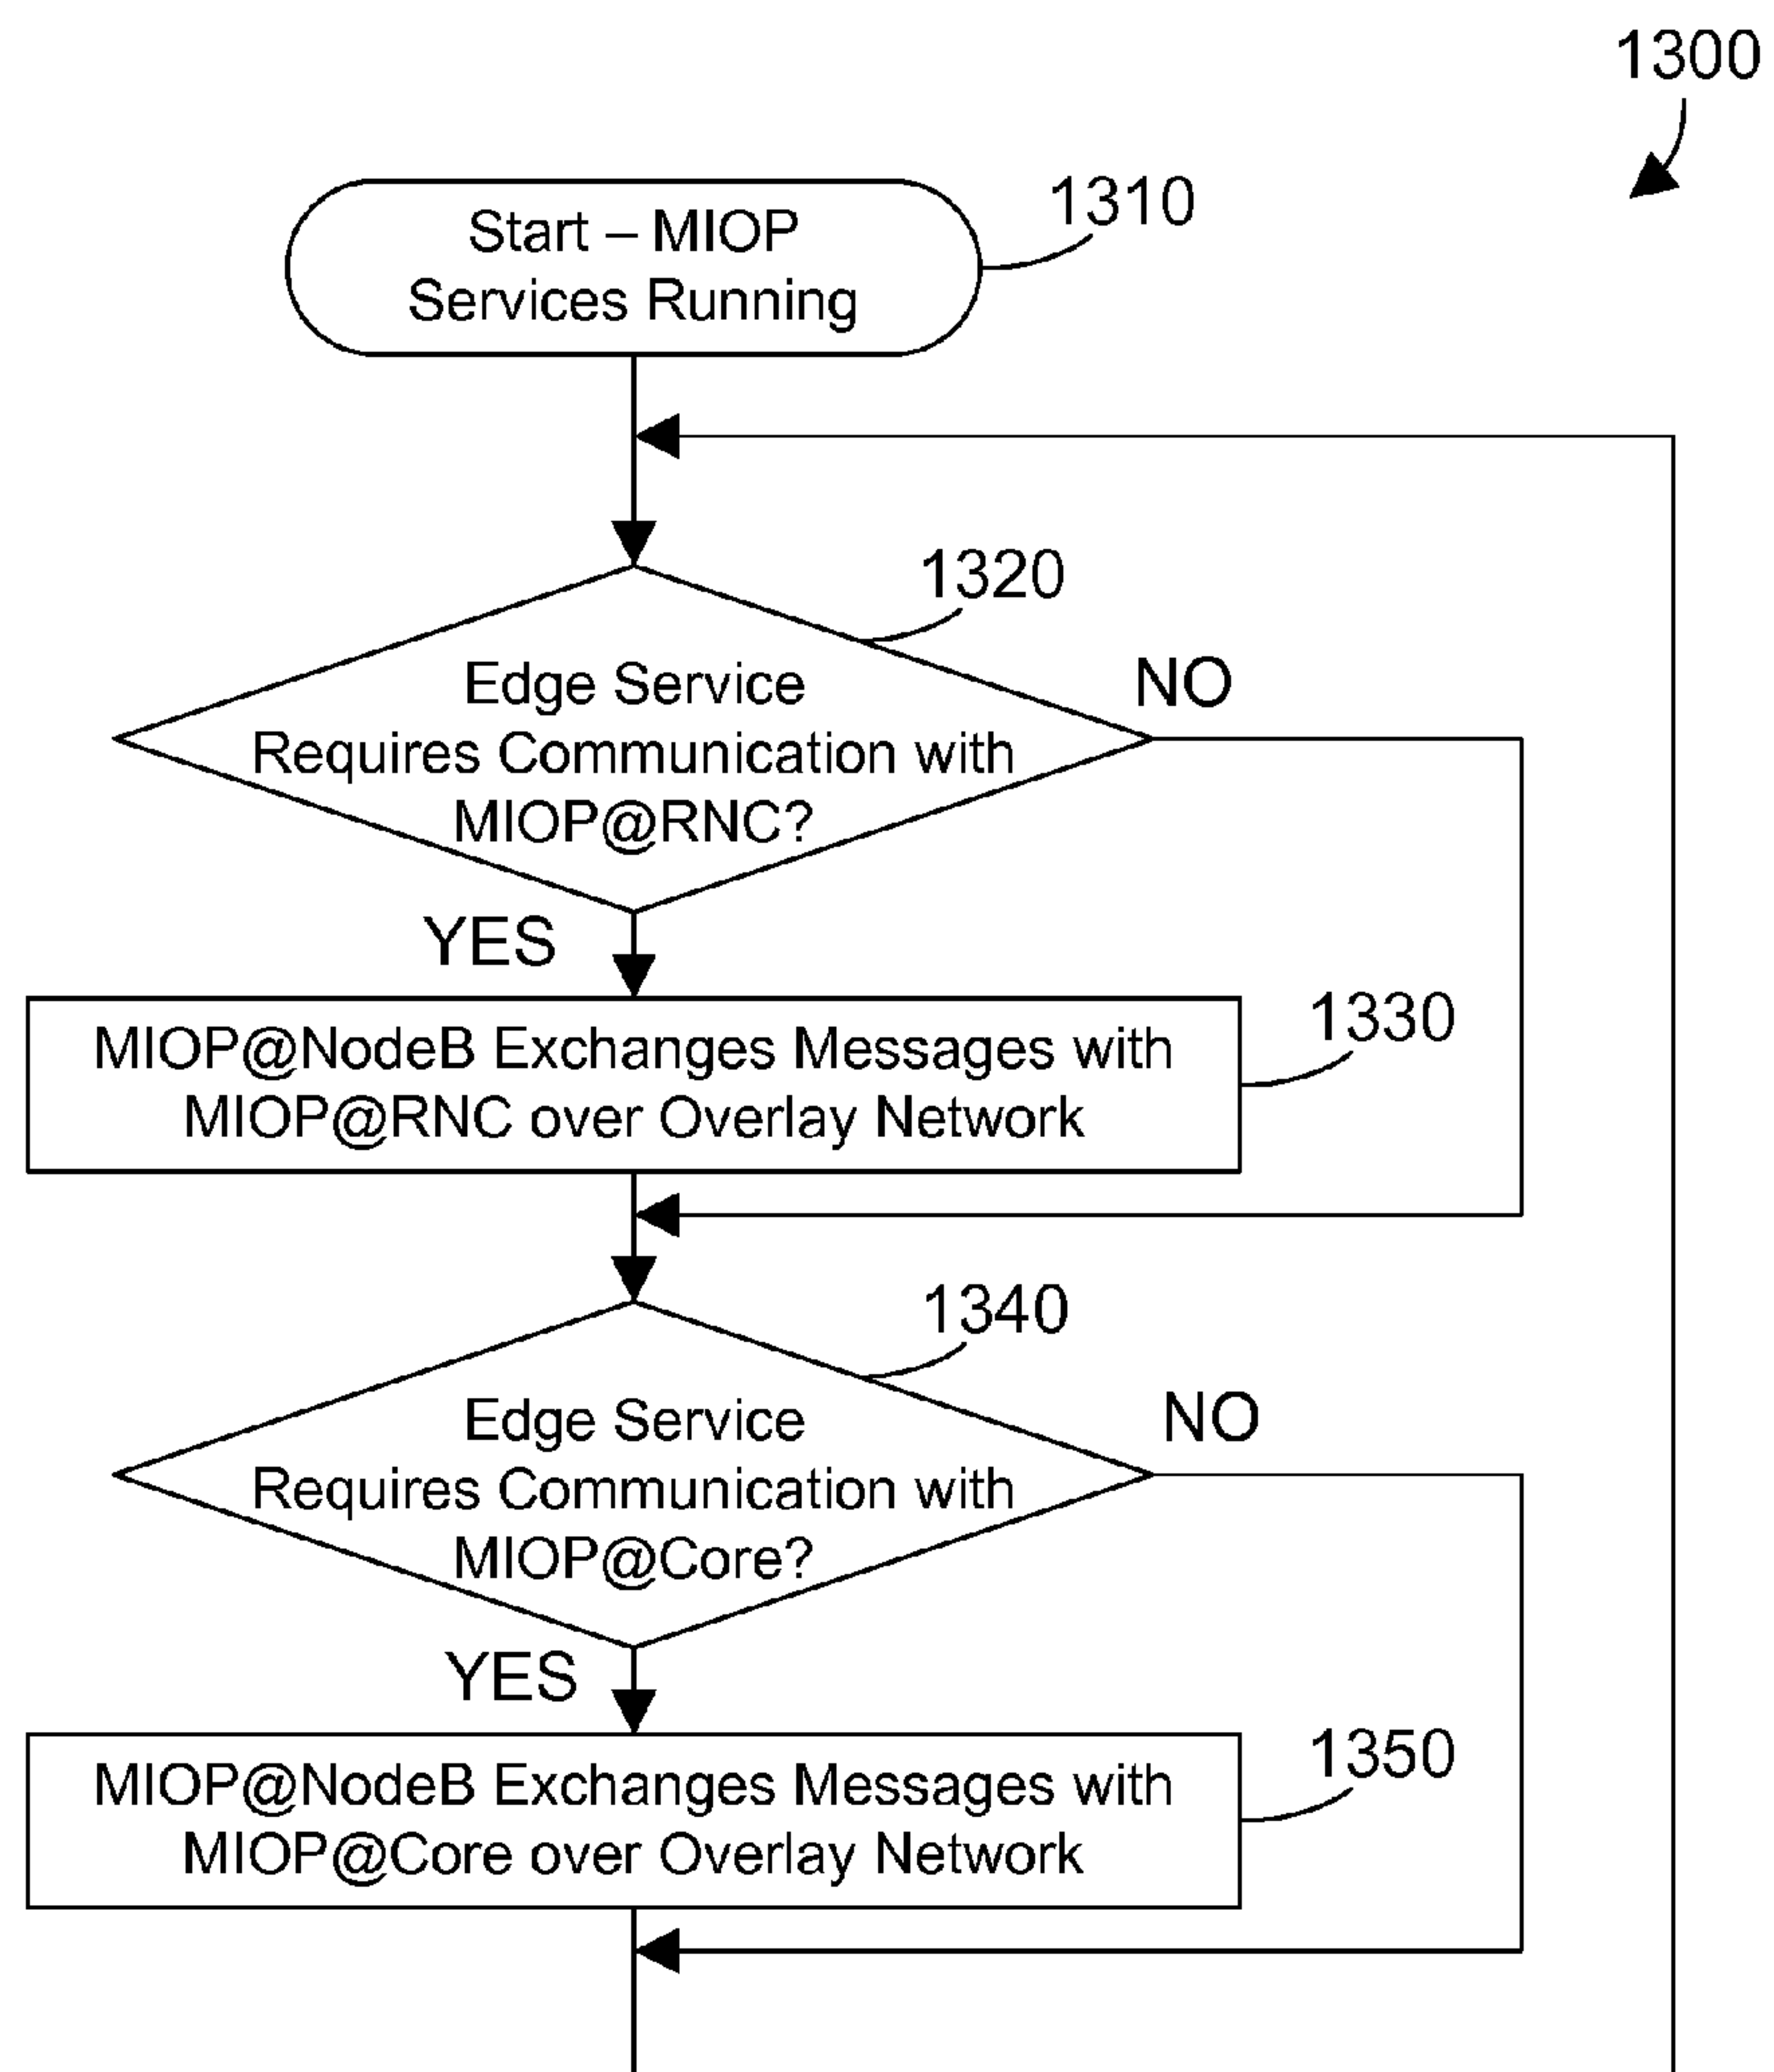 1300
Start – MIOP
Services Running
1310
1320
Edge Service
Requires Communication with
MIOP@RNC?
NO
YES
MIOP@NodeB Exchanges Messages with
MIOP@RNC over Overlay Network
1330
1340
Edge Service
Requires Communication with
MIOP@Core?
NO
YES
MIOP@NodeB Exchanges Messages with
MIOP@Core over Overlay Network
1350